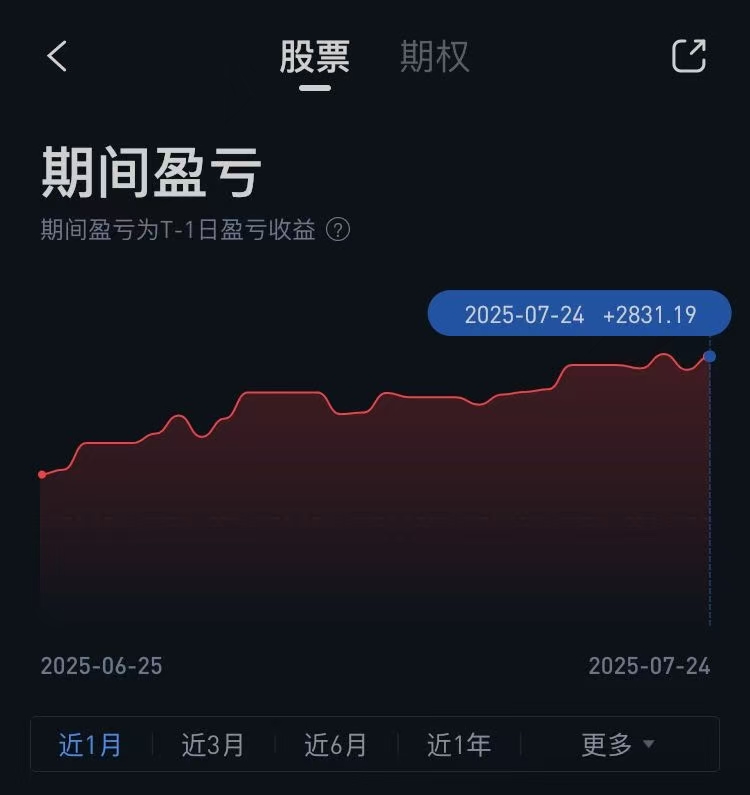 股票 期权
期间盈亏
期间盈亏为T-1日盈亏收益 ?
2025-07-24 +2831.19
2025-06-25 2025-07-24
近1月 近3月 近6月 近1年 更多